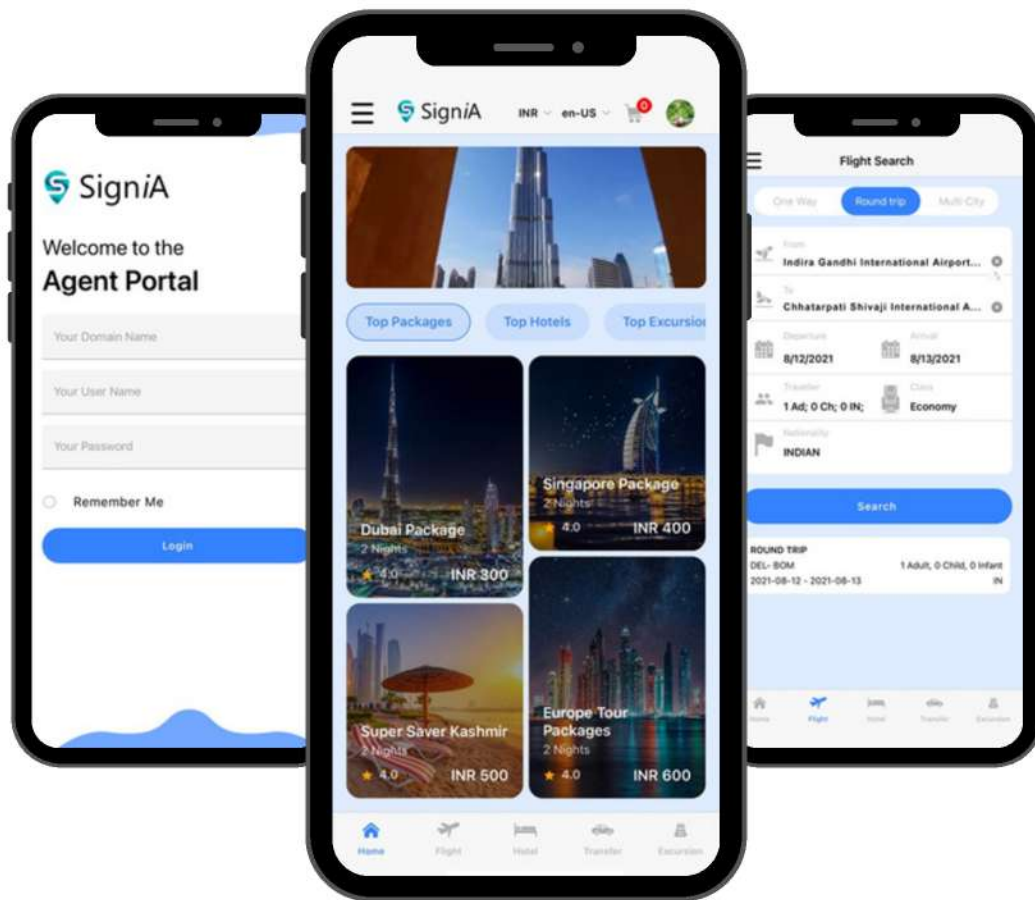 SigniA
Welcome to the
Agent Portal
Your Domain Name
Your User Name
Your Password
Remember Me
Login
SigniA
INR
en-US
0
Top Packages
Top Hotels
Top Excursion
Dubai Package
2 Nights
4.0
INR 300
Singapore Package
2 Nights
4.0
INR 400
Super Saver Kashmir
2 Nights
4.0
INR 500
Europe Tour
Packages
2 Nights
4.0
INR 600
Home
Flight
Hotel
Transfer
Excursion
Flight Search
One Way
Round trip
Multi City
From
Indira Gandhi International Airport...
To
Chhatarpati Shivaji International A...
Departure
8/12/2021
Arrival
8/13/2021
Traveller
1 Ad; 0 Ch; 0 IN;
Class
Economy
Nationality
INDIAN
Search
ROUND TRIP
DEL- BOM
1 Adult, 0 Child, 0 Infant
2021-08-12 - 2021-08-13
IN
Home
Flight
Hotel
Transfer
Excursion